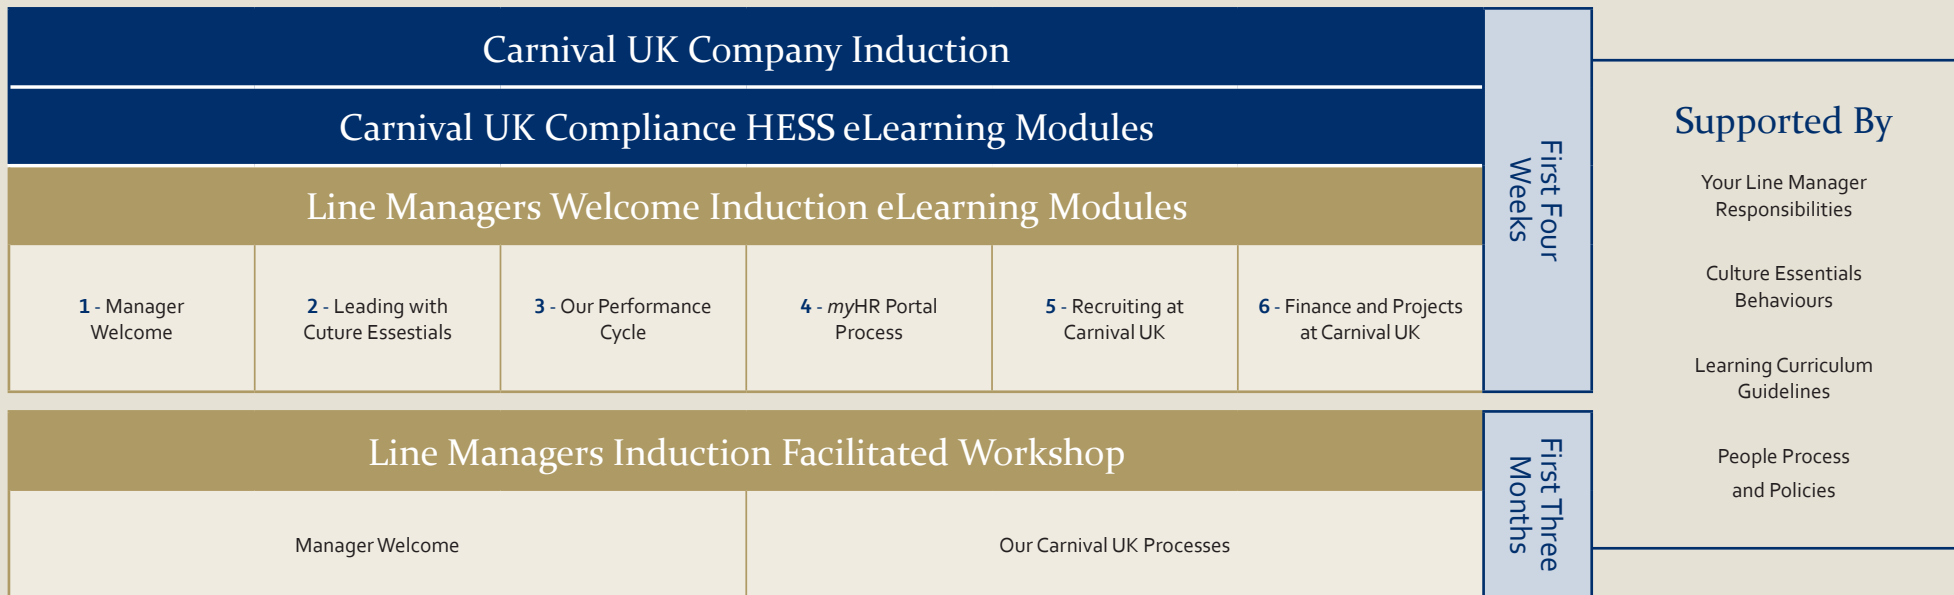 Carnival UK Company Induction
Carnival UK Compliance HESS eLearning Modules
Line Managers Welcome Induction eLearning Modules
1 - Manager
Welcome
2 - Leading with
Cuture Essestials
3 - Our Performance
Cycle
4 - myHR Portal
Process
5 - Recruiting at
Carnival UK
6 - Finance and Projects
at Carnival UK
First Four
Weeks
Line Managers Induction Facilitated Workshop
Manager Welcome
Our Carnival UK Processes
First Three
Months
Supported By
Your Line Manager
Responsibilities
Culture Essentials
Behaviours
Learning Curriculum
Guidelines
People Process
and Policies